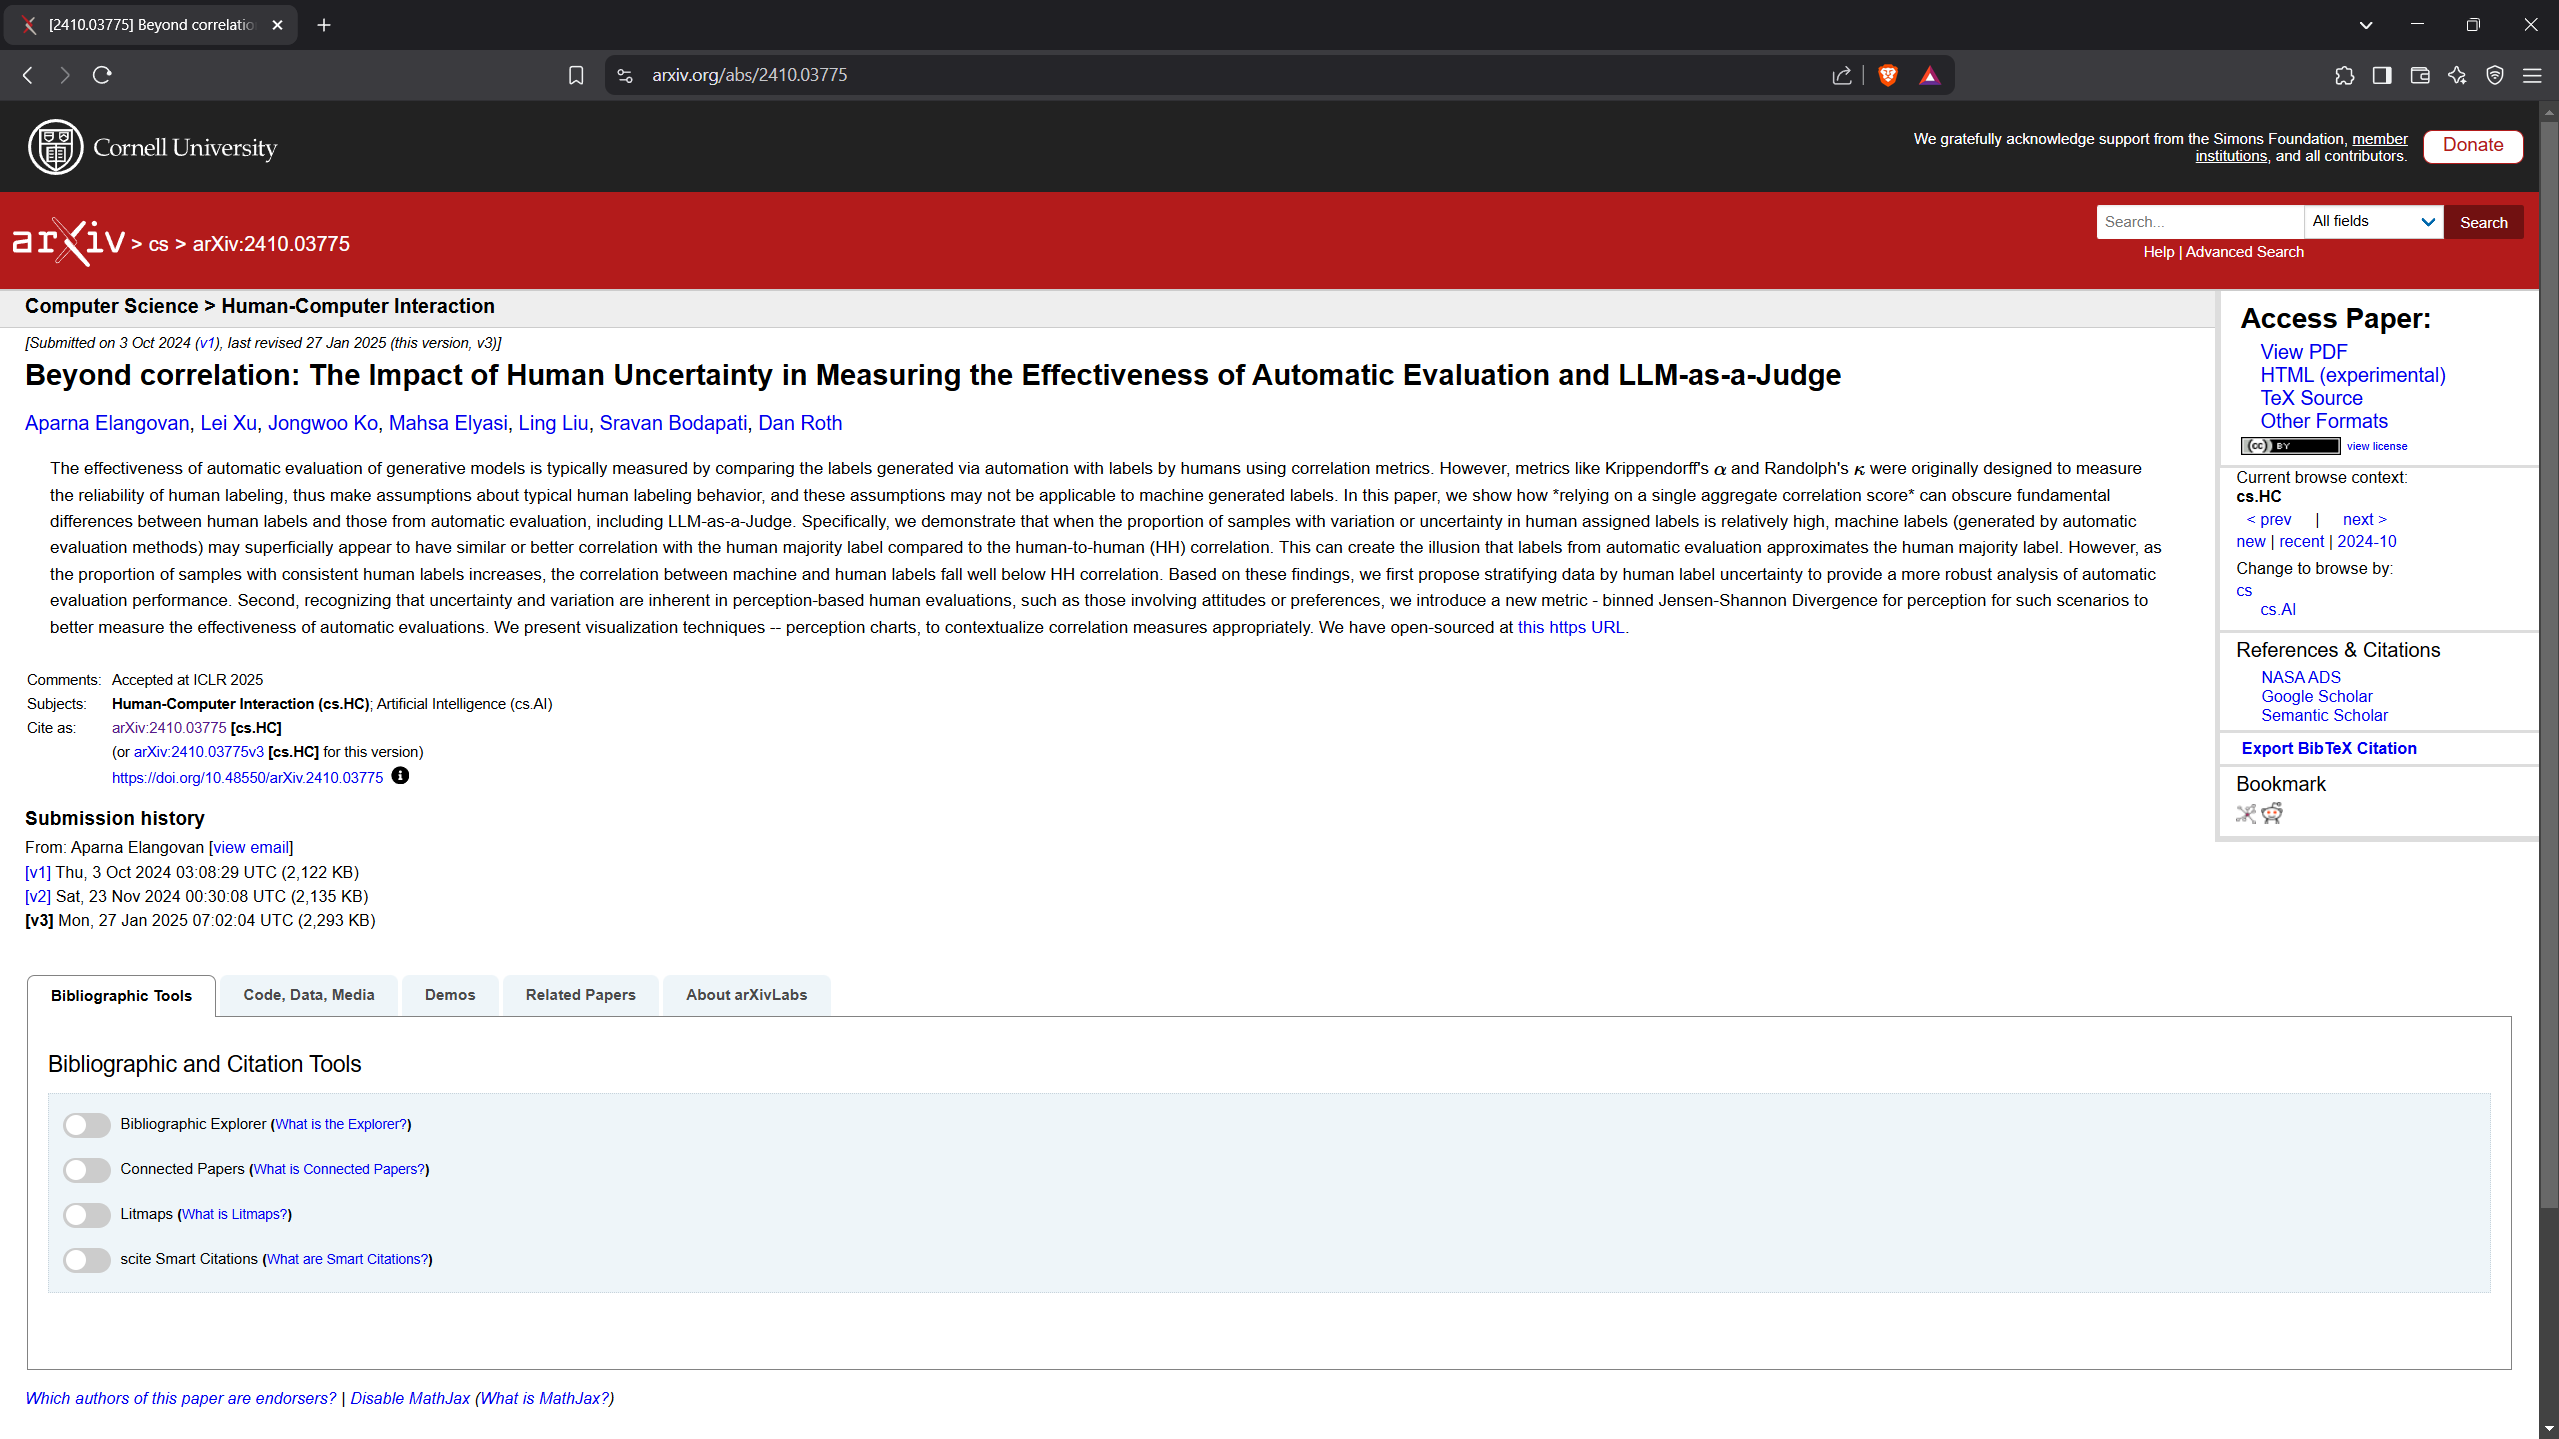 [2410.03775] Beyond correlatio
arxiv.org/abs/2410.03775
Cornell University
We gratefully acknowledge support from the Simons Foundation, member
institutions, and all contributors.
Donate
arXiv > cs > arXiv:2410.03775
Search...
All fields
Search
Help | Advanced Search
Computer Science > Human-Computer Interaction
[Submitted on 3 Oct 2024 (v1), last revised 27 Jan 2025 (this version, v3)]
Beyond correlation: The Impact of Human Uncertainty in Measuring the Effectiveness of Automatic Evaluation and LLM-as-a-Judge
Aparna Elangovan, Lei Xu, Jongwoo Ko, Mahsa Elyasi, Ling Liu, Sravan Bodapati, Dan Roth
The effectiveness of automatic evaluation of generative models is typically measured by comparing the labels generated via automation with labels by humans using correlation metrics. However, metrics like Krippendorff's α and Randolph's κ were originally designed to measure
the reliability of human labeling, thus make assumptions about typical human labeling behavior, and these assumptions may not be applicable to machine generated labels. In this paper, we show how *relying on a single aggregate correlation score* can obscure fundamental
differences between human labels and those from automatic evaluation, including LLM-as-a-Judge. Specifically, we demonstrate that when the proportion of samples with variation or uncertainty in human assigned labels is relatively high, machine labels (generated by automatic
evaluation methods) may superficially appear to have similar or better correlation with the human majority label compared to the human-to-human (HH) correlation. This can create the illusion that labels from automatic evaluation approximates the human majority label. However, as
the proportion of samples with consistent human labels increases, the correlation between machine and human labels fall well below HH correlation. Based on these findings, we first propose stratifying data by human label uncertainty to provide a more robust analysis of automatic
evaluation performance. Second, recognizing that uncertainty and variation are inherent in perception-based human evaluations, such as those involving attitudes or preferences, we introduce a new metric - binned Jensen-Shannon Divergence for perception for such scenarios to
better measure the effectiveness of automatic evaluations. We present visualization techniques -- perception charts, to contextualize correlation measures appropriately. We have open-sourced at this https URL.
Comments: Accepted at ICLR 2025
Subjects: Human-Computer Interaction (cs.HC); Artificial Intelligence (cs.AI)
Cite as: arXiv:2410.03775 [cs.HC]
(or arXiv:2410.03775v3 [cs.HC] for this version)
https://doi.org/10.48550/arXiv.2410.03775
Submission history
From: Aparna Elangovan [view email]
[v1] Thu, 3 Oct 2024 03:08:29 UTC (2,122 KB)
[v2] Sat, 23 Nov 2024 00:30:08 UTC (2,135 KB)
[v3] Mon, 27 Jan 2025 07:02:04 UTC (2,293 KB)
Access Paper:
View PDF
HTML (experimental)
TeX Source
Other Formats
(cc) BY view license
Current browse context:
cs.HC
< prev | next >
new | recent | 2024-10
Change to browse by:
cs
cs.AI
References & Citations
NASA ADS
Google Scholar
Semantic Scholar
Export BibTeX Citation
Bookmark
Bibliographic Tools
Code, Data, Media
Demos
Related Papers
About arXivLabs
Bibliographic and Citation Tools
Bibliographic Explorer (What is the Explorer?)
Connected Papers (What is Connected Papers?)
Litmaps (What is Litmaps?)
scite Smart Citations (What are Smart Citations?)
Which authors of this paper are endorsers? | Disable MathJax (What is MathJax?)